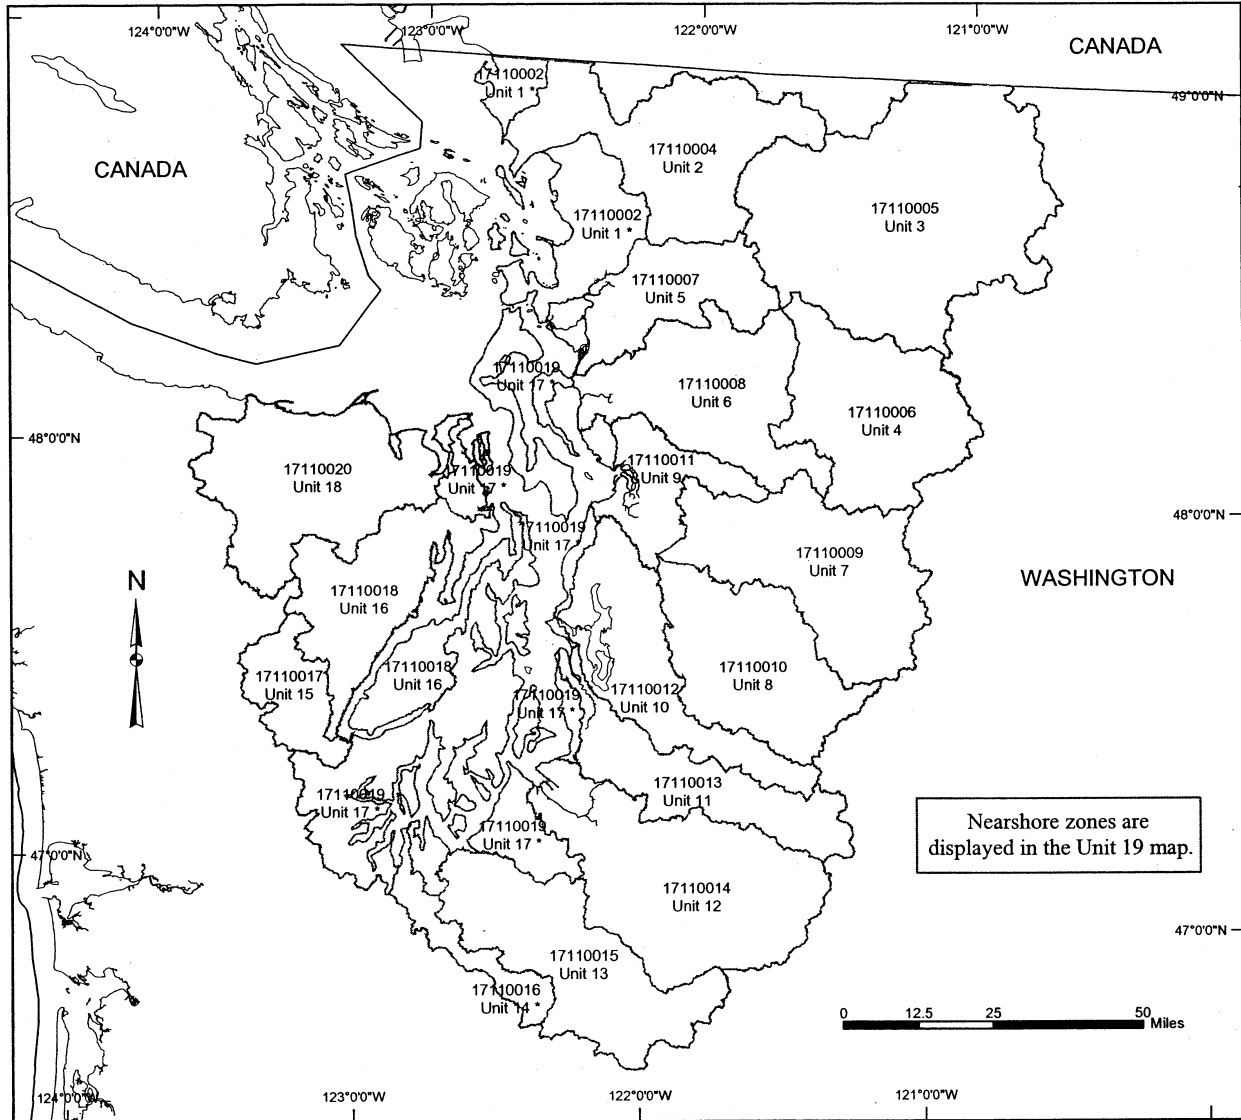 124°0'0"W
123°0'0"W
122°0'0"W
121°0'0"W
CANADA
49°0'0"N
17110002
Unit 1 *
17110004
Unit 2
CANADA
17110005
Unit 3
17110002
Unit 1 *
17110007
Unit 5
17110019
Unit 17 *
17110008
Unit 6
17110006
Unit 4
48°0'0"N
17110020
Unit 18
17110019
Unit 17 *
17110011
Unit 9
48°0'0"N
17110019
Unit 17
17110009
Unit 7
WASHINGTON
N
17110018
Unit 16
17110017
Unit 15
17110018
Unit 16
17110010
Unit 8
17110019
Unit 17 *
17110012
Unit 10
17110013
Unit 11
17110019
Unit 17 *
17110019
Unit 17 *
Nearshore zones are
displayed in the Unit 19 map.
47°0'0"N
17110014
Unit 12
47°0'0"N
17110015
Unit 13
17110016
Unit 14 *
0 12.5 25 50
Miles
124°0'0"W
123°0'0"W
122°0'0"W
121°0'0"W